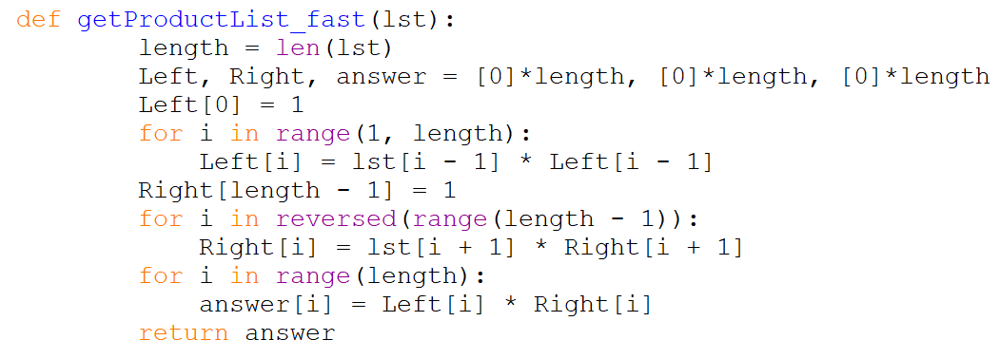 def getProductList_fast(lst):
        length = len(lst)
        Left, Right, answer = [0]*length, [0]*length, [0]*length
        Left[0] = 1
        for i in range(1, length):
            Left[i] = lst[i - 1] * Left[i - 1]
        Right[length - 1] = 1
        for i in reversed(range(length - 1)):
            Right[i] = lst[i + 1] * Right[i + 1]
        for i in range(length):
            answer[i] = Left[i] * Right[i]
        return answer